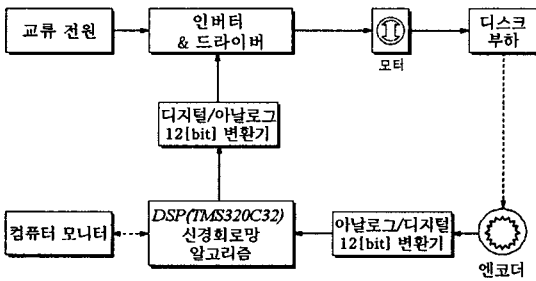 교류 전원
인버터
& 드라이버
모터
디스크
부하
디지털/아날로그
12[bit] 변환기
컴퓨터 모니터
DSP(TMS320C32)
신경회로망
알고리즘
아날로그/디지털
12[bit] 변환기
엔코더